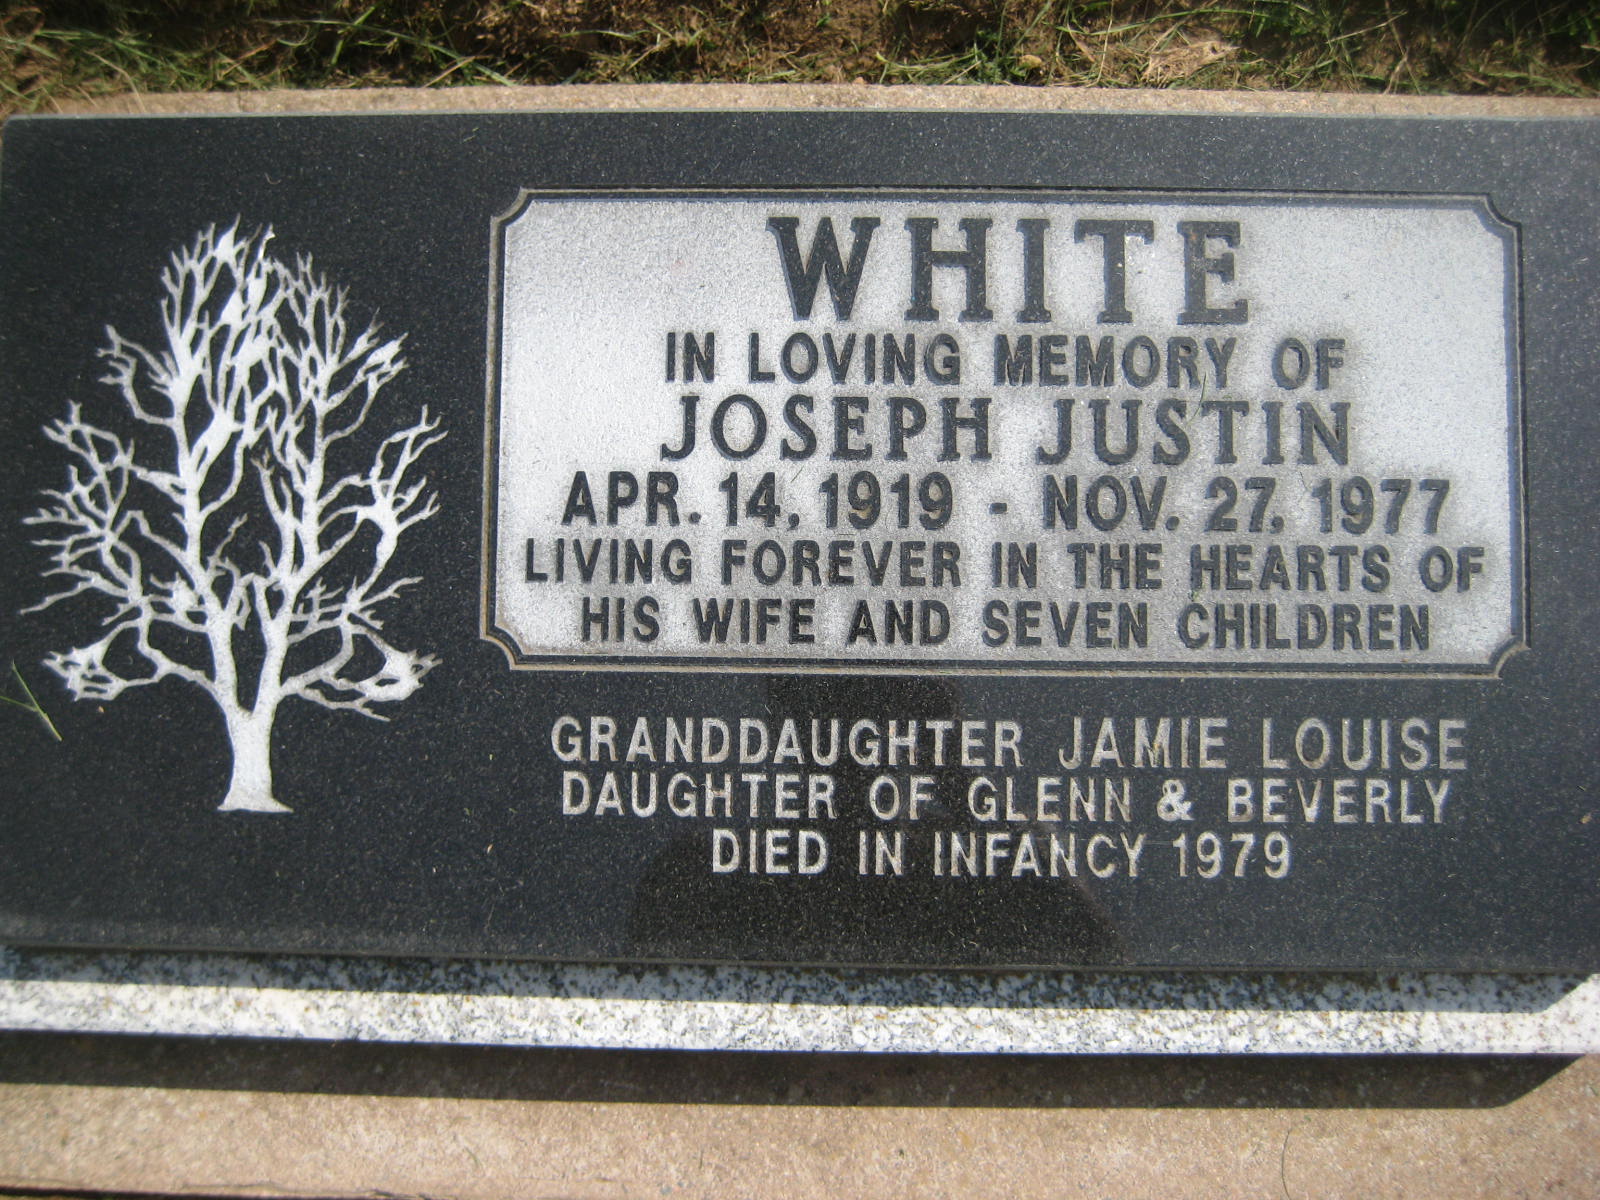 WHITE
IN LOVING MEMORY OF
JOSEPH JUSTIN
APR. 14, 1919 - NOV. 27, 1977
LIVING FOREVER IN THE HEARTS OF
HIS WIFE AND SEVEN CHILDREN
GRANDDAUGHTER JAMIE LOUISE
DAUGHTER OF GLENN & BEVERLY
DIED IN INFANCY 1979